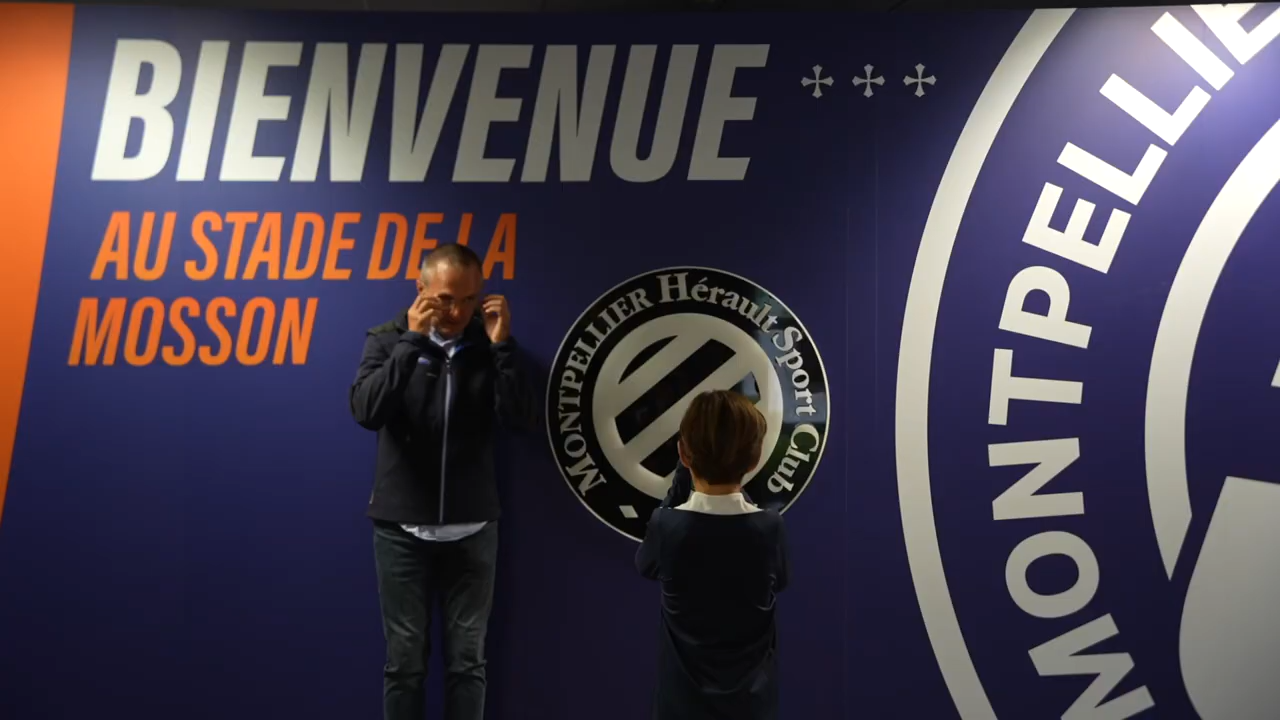 BIENVENUE
AU STADE DE LA
MOSSON
MONTPELLIER Hérault Sport Club
MONTPELLIE